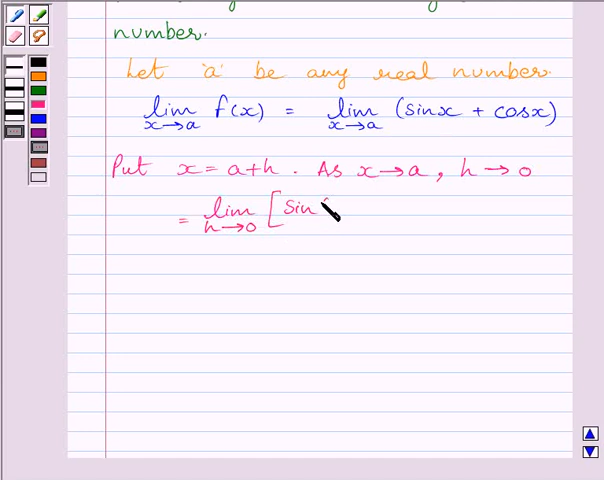 number.
Let 'a' be any real number.
lim x→a f(x) = lim x→a (sinx + cosx)
Put x = a+h. As x→a, h→0
= lim h→0 [sin